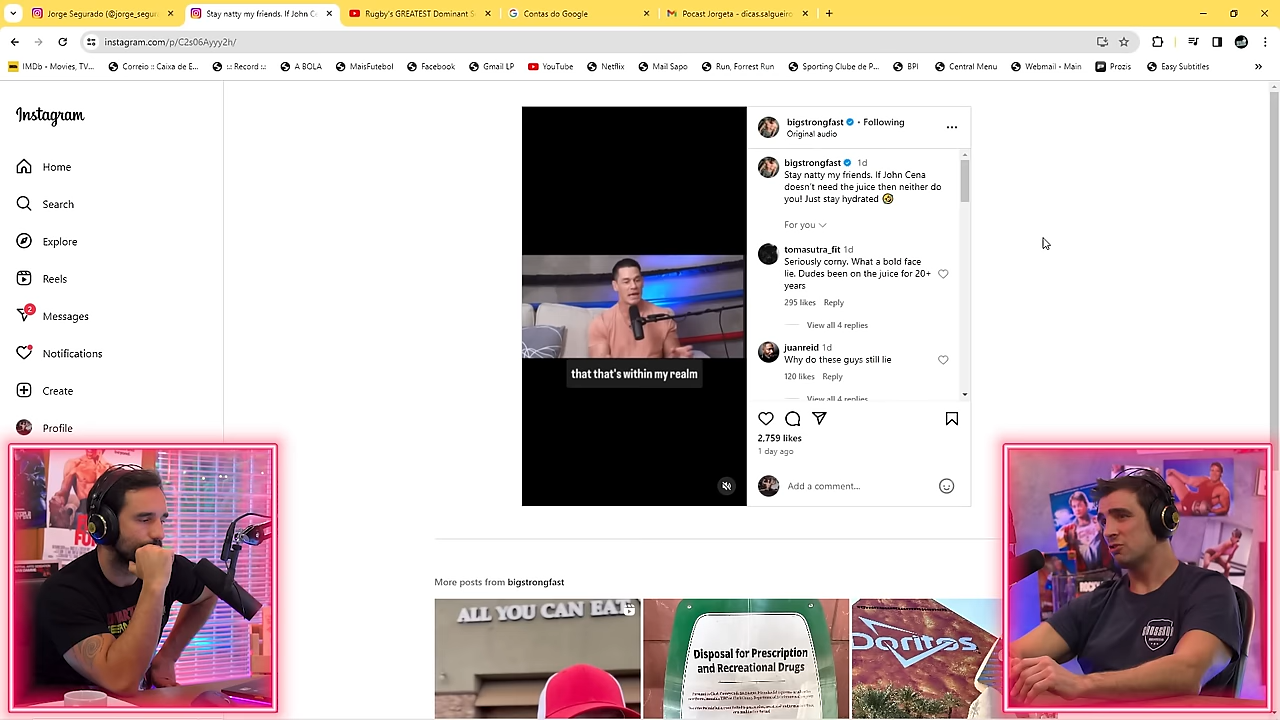 Jorge Segurado (@jorge_segur
Stay natty my friends. If John C
Rugby's GREATEST Dominant S
Contas do Google
Pocast Jorgeta - dicas.salgueiro
instagram.com/p/C2s06Ayyy2h/
IMDb • Movies, TV...
Correio :: Caixa de E...
::: Record :::
A BOLA
MaisFutebol
Facebook
Gmail LP
YouTube
Netflix
Mail Sapo
Run, Forrest Run
Sporting Clube de P...
BPI
Central Menu
Webmail • Main
Prozis
Easy Subtitles
Instagram
Home
Search
Explore
Reels
2
Messages
Notifications
Create
Profile
that that's within my realm
bigstrongfast • Following
Original audio
bigstrongfast 1d
Stay natty my friends. If John Cena
doesn't need the juice then neither do
you! Just stay hydrated 🤣
For you
tomasutra_fit 1d
Seriously corny. What a bold face
lie. Dudes been on the juice for 20+
years
295 likes Reply
View all 4 replies
juanreid 1d
Why do these guys still lie
120 likes Reply
View all 4 replies
2.759 likes
1 day ago
Add a comment...
More posts from bigstrongfast
ALL YOU CAN EAT
Disposal for Prescription
and Recreational Drugs
Doritos